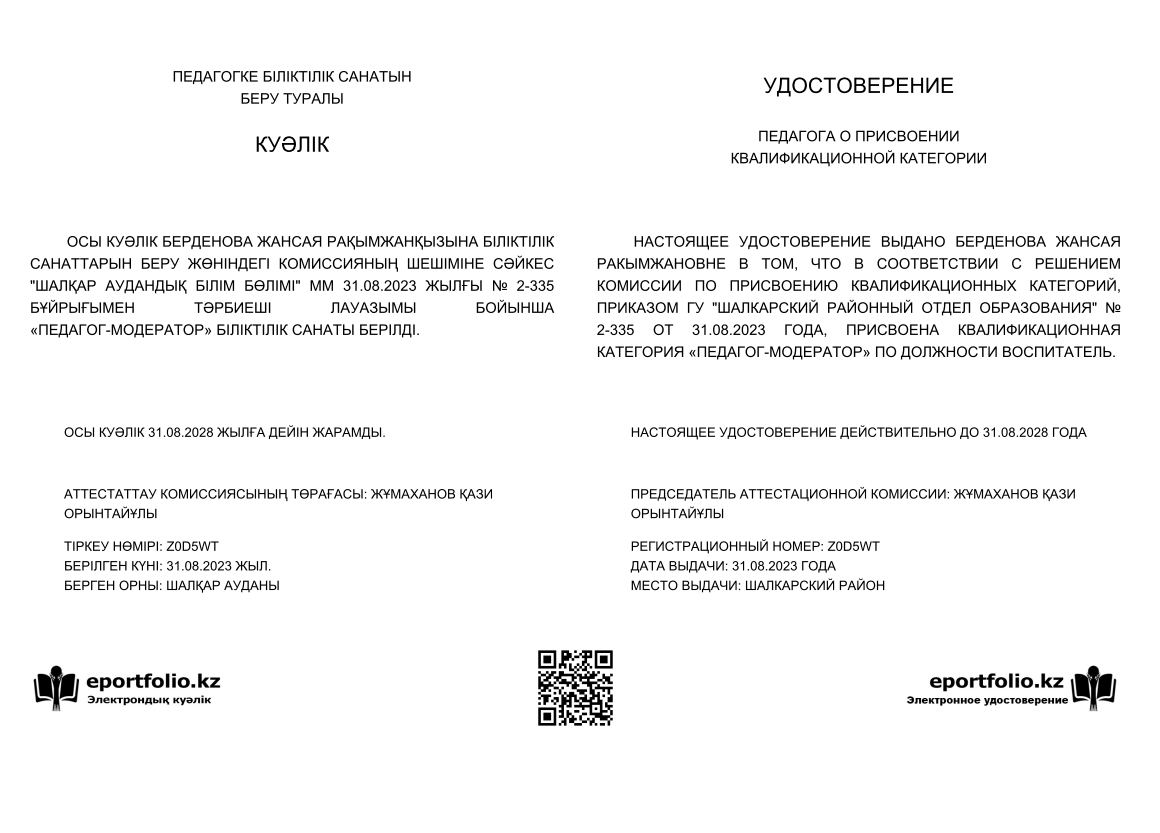 ПЕДАГОГКЕ БІЛІКТІЛІК САНАТЫН
БЕРУ ТУРАЛЫ
КУӘЛІК
ОСЫ КУӘЛІК БЕРДЕНОВА ЖАНСАЯ РАҚЫМЖАНҚЫЗЫНА БІЛІКТІЛІК
САНАТТАРЫН БЕРУ ЖӨНІНДЕГІ КОМИССИЯНЫҢ ШЕШІМІНЕ СӘЙКЕС
"ШАЛҚАР АУДАНДЫҚ БІЛІМ БӨЛІМІ" ММ 31.08.2023 ЖЫЛҒЫ № 2-335
БҰЙРЫҒЫМЕН ТӘРБИЕШІ ЛАУАЗЫМЫ БОЙЫНША
«ПЕДАГОГ-МОДЕРАТОР» БІЛІКТІЛІК САНАТЫ БЕРІЛДІ.
ОСЫ КУӘЛІК 31.08.2028 ЖЫЛҒА ДЕЙІН ЖАРАМДЫ.
АТТЕСТАТТАУ КОМИССИЯСЫНЫҢ ТӨРАҒАСЫ: ЖҰМАХАНОВ ҚАЗИ
ОРЫНТАЙҰЛЫ
ТІРКЕУ НӨМІРІ: Z0D5WT
БЕРІЛГЕН КҮНІ: 31.08.2023 ЖЫЛ.
БЕРГЕН ОРНЫ: ШАЛҚАР АУДАНЫ
eportfolio.kz
Электрондық куәлік
УДОСТОВЕРЕНИЕ
ПЕДАГОГА О ПРИСВОЕНИИ
КВАЛИФИКАЦИОННОЙ КАТЕГОРИИ
НАСТОЯЩЕЕ УДОСТОВЕРЕНИЕ ВЫДАНО БЕРДЕНОВА ЖАНСАЯ
РАКЫМЖАНОВНЕ В ТОМ, ЧТО В СООТВЕТСТВИИ С РЕШЕНИЕМ
КОМИССИИ ПО ПРИСВОЕНИЮ КВАЛИФИКАЦИОННЫХ КАТЕГОРИЙ,
ПРИКАЗОМ ГУ "ШАЛКАРСКИЙ РАЙОННЫЙ ОТДЕЛ ОБРАЗОВАНИЯ" №
2-335 ОТ 31.08.2023 ГОДА, ПРИСВОЕНА КВАЛИФИКАЦИОННАЯ
КАТЕГОРИЯ «ПЕДАГОГ-МОДЕРАТОР» ПО ДОЛЖНОСТИ ВОСПИТАТЕЛЬ.
НАСТОЯЩЕЕ УДОСТОВЕРЕНИЕ ДЕЙСТВИТЕЛЬНО ДО 31.08.2028 ГОДА
ПРЕДСЕДАТЕЛЬ АТТЕСТАЦИОННОЙ КОМИССИИ: ЖҰМАХАНОВ ҚАЗИ
ОРЫНТАЙҰЛЫ
РЕГИСТРАЦИОННЫЙ НОМЕР: Z0D5WT
ДАТА ВЫДАЧИ: 31.08.2023 ГОДА
МЕСТО ВЫДАЧИ: ШАЛКАРСКИЙ РАЙОН
eportfolio.kz
Электронное удостоверение